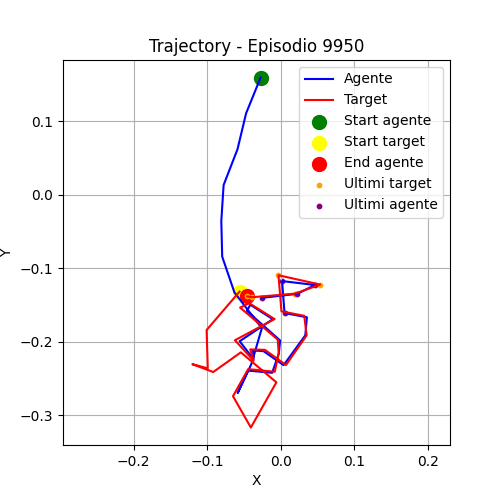 Trajectory - Episodio 9950
Agente
Target
Start agente
Start target
End agente
Ultimi target
Ultimi agente
Y
0.1
0.0
−0.1
−0.2
−0.3
−0.2
−0.1
0.0
0.1
0.2
X